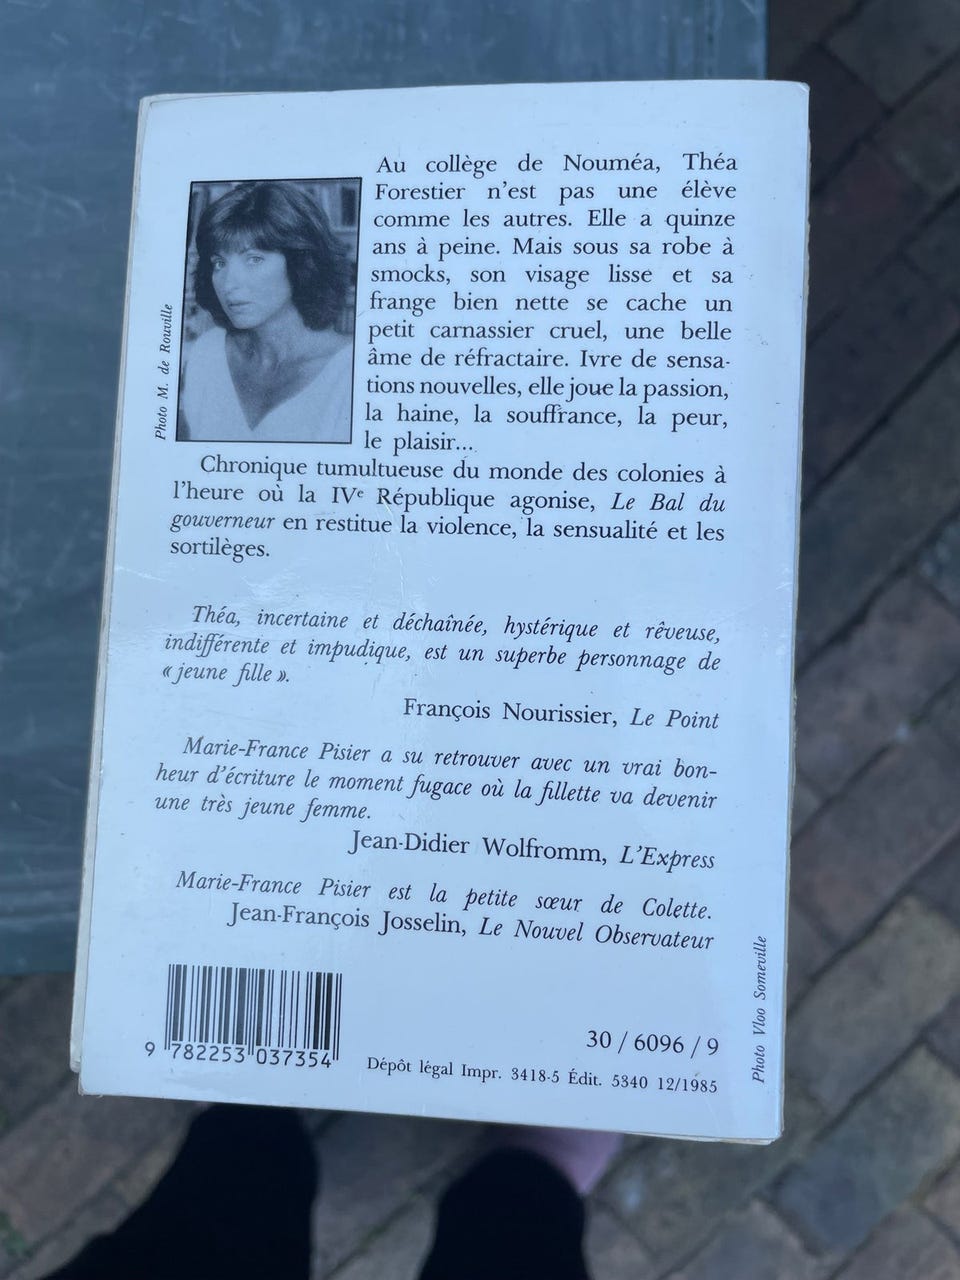 Au collège de Nouméa, Théa
Forestier n'est pas une élève
comme les autres. Elle a quinze
ans à peine. Mais sous sa robe à
smocks, son visage lisse et sa
frange bien nette se cache un
petit carnassier cruel, une belle
âme de réfractaire. Ivre de sensa-
tions nouvelles, elle joue la passion,
la haine, la souffrance, la peur,
le plaisir...
Photo M. de Rouville
Chronique tumultueuse du monde des colonies à
l'heure où la IVe République agonise, Le Bal du
gouverneur en restitue la violence, la sensualité et les
sortilèges.
Théa, incertaine et déchaînée, hystérique et rêveuse,
indifférente et impudique, est un superbe personnage de
« jeune fille ».
François Nourissier, Le Point
Marie-France Pisier a su retrouver avec un vrai bon-
heur d'écriture le moment fugace où la fillette va devenir
une très jeune femme.
Jean-Didier Wolfromm, L'Express
Marie-France Pisier est la petite sœur de Colette.
Jean-François Josselin, Le Nouvel Observateur
9 782253 037354
30 / 6096 / 9
Dépôt légal Impr. 3418-5 Édit. 5340 12/1985
Photo Vloo Someville